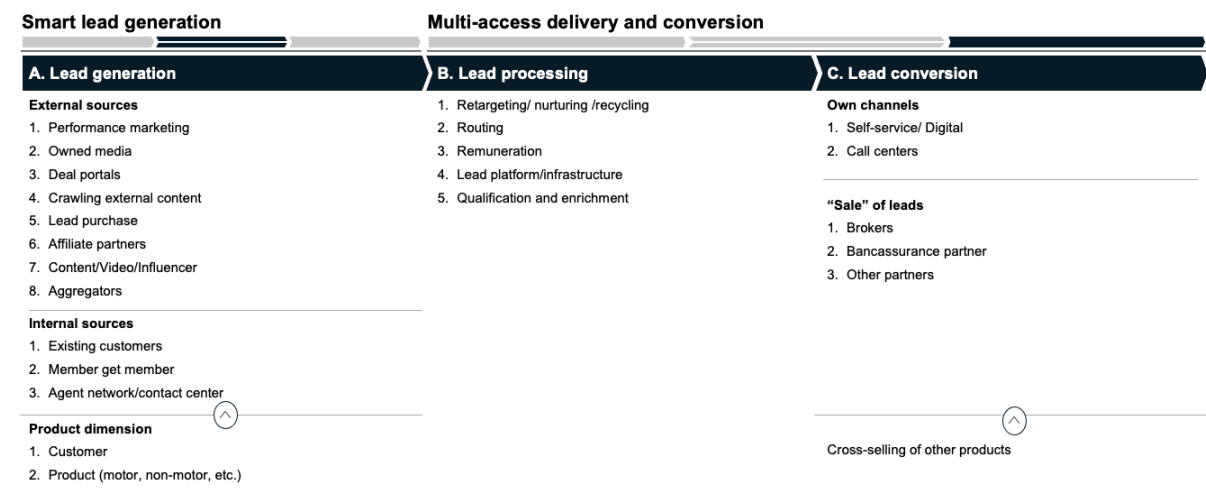 Smart lead generation
Multi-access delivery and conversion
A. Lead generation
External sources
1. Performance marketing
2. Owned media
3. Deal portals
4. Crawling external content
5. Lead purchase
6. Affiliate partners
7. Content/Video/Influencer
8. Aggregators
Internal sources
1. Existing customers
2. Member get member
3. Agent network/contact center
Product dimension
1. Customer
2. Product (motor, non-motor, etc.)
B. Lead processing
1. Retargeting/ nurturing /recycling
2. Routing
3. Remuneration
4. Lead platform/infrastructure
5. Qualification and enrichment
C. Lead conversion
Own channels
1. Self-service/ Digital
2. Call centers
“Sale” of leads
1. Brokers
2. Bancassurance partner
3. Other partners
Cross-selling of other products